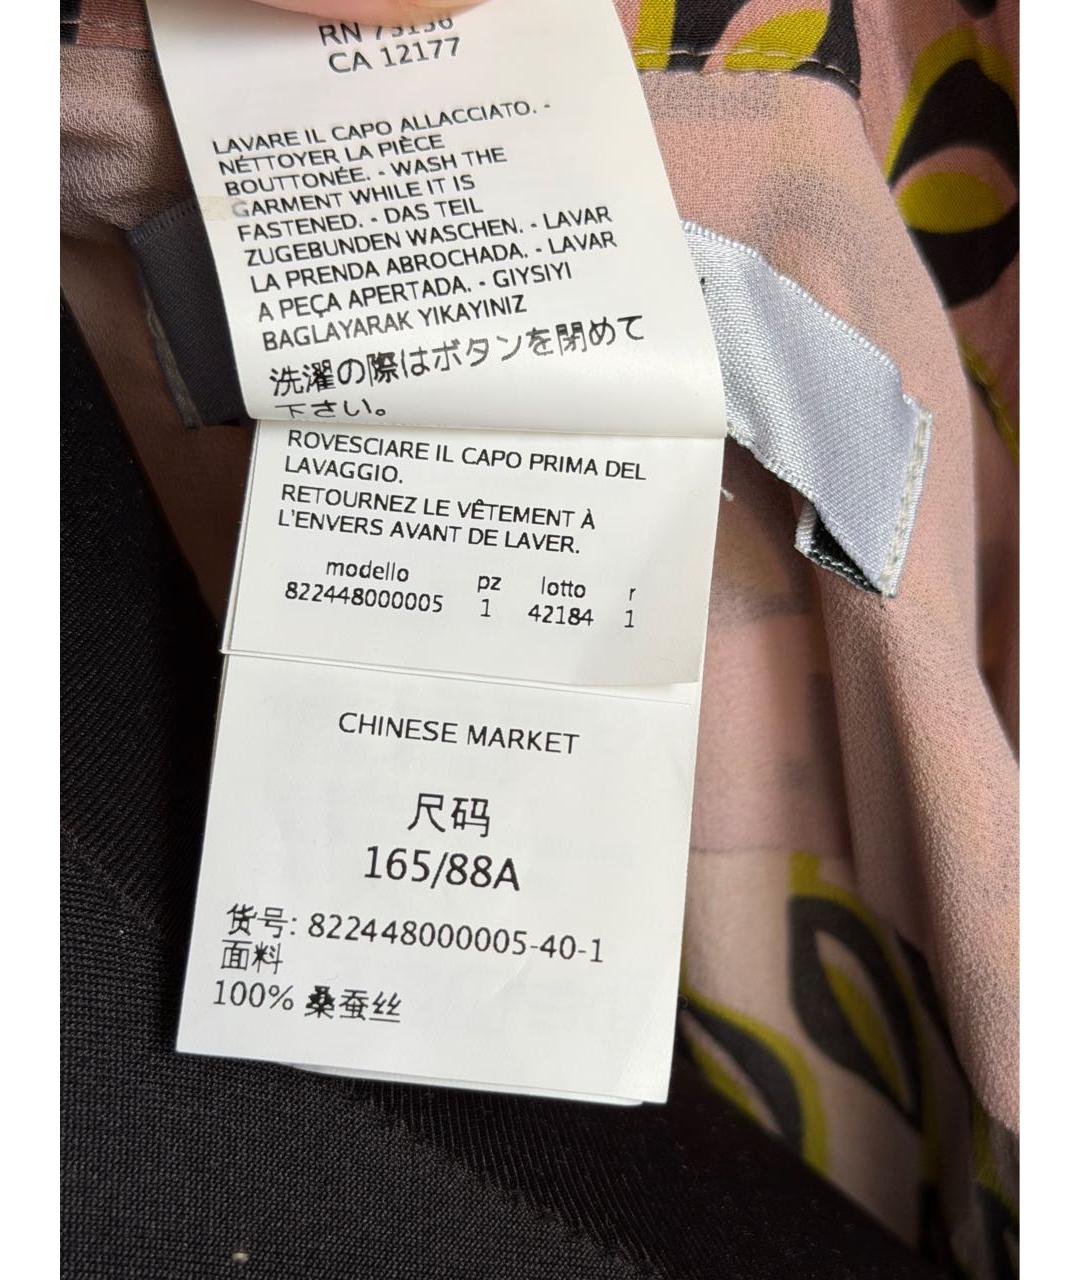 RN 73136
CA 12177
LAVARE IL CAPO ALLACCIATO. -
NÉTTOYER LA PIÈCE
BOUTTONÉE. - WASH THE
GARMENT WHILE IT IS
FASTENED. - DAS TEIL
ZUGEBUNDEN WASCHEN. - LAVAR
LA PRENDA ABROCHADA. - LAVAR
A PEÇA APERTADA. - GIYSIYI
BAGLAYARAK YIKAYINIZ
洗濯の際はボタンを閉めて
下さい。
ROVESCIARE IL CAPO PRIMA DEL
LAVAGGIO.
RETOURNEZ LE VÊTEMENT À
L'ENVERS AVANT DE LAVER.
modello pz lotto r
822448000005 1 42184 1
CHINESE MARKET
尺码
165/88A
货号: 822448000005-40-1
面料
100% 桑蚕丝